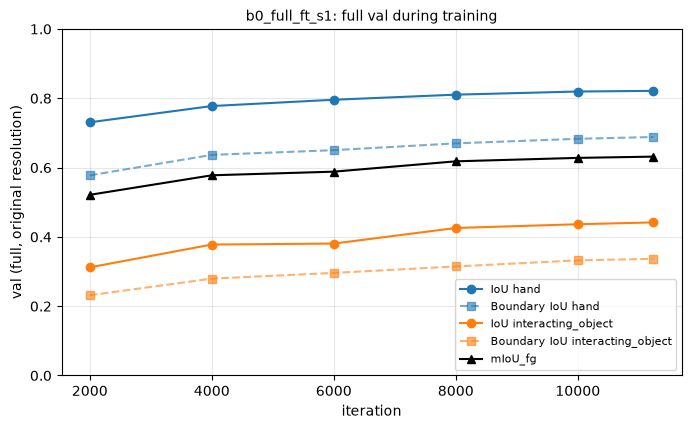 b0_full_ft_s1: full val during training
val (full, original resolution)
1.0
0.8
0.6
0.4
0.2
0.0
2000
4000
6000
8000
10000
iteration
IoU hand
Boundary IoU hand
IoU interacting_object
Boundary IoU interacting_object
mIoU_fg